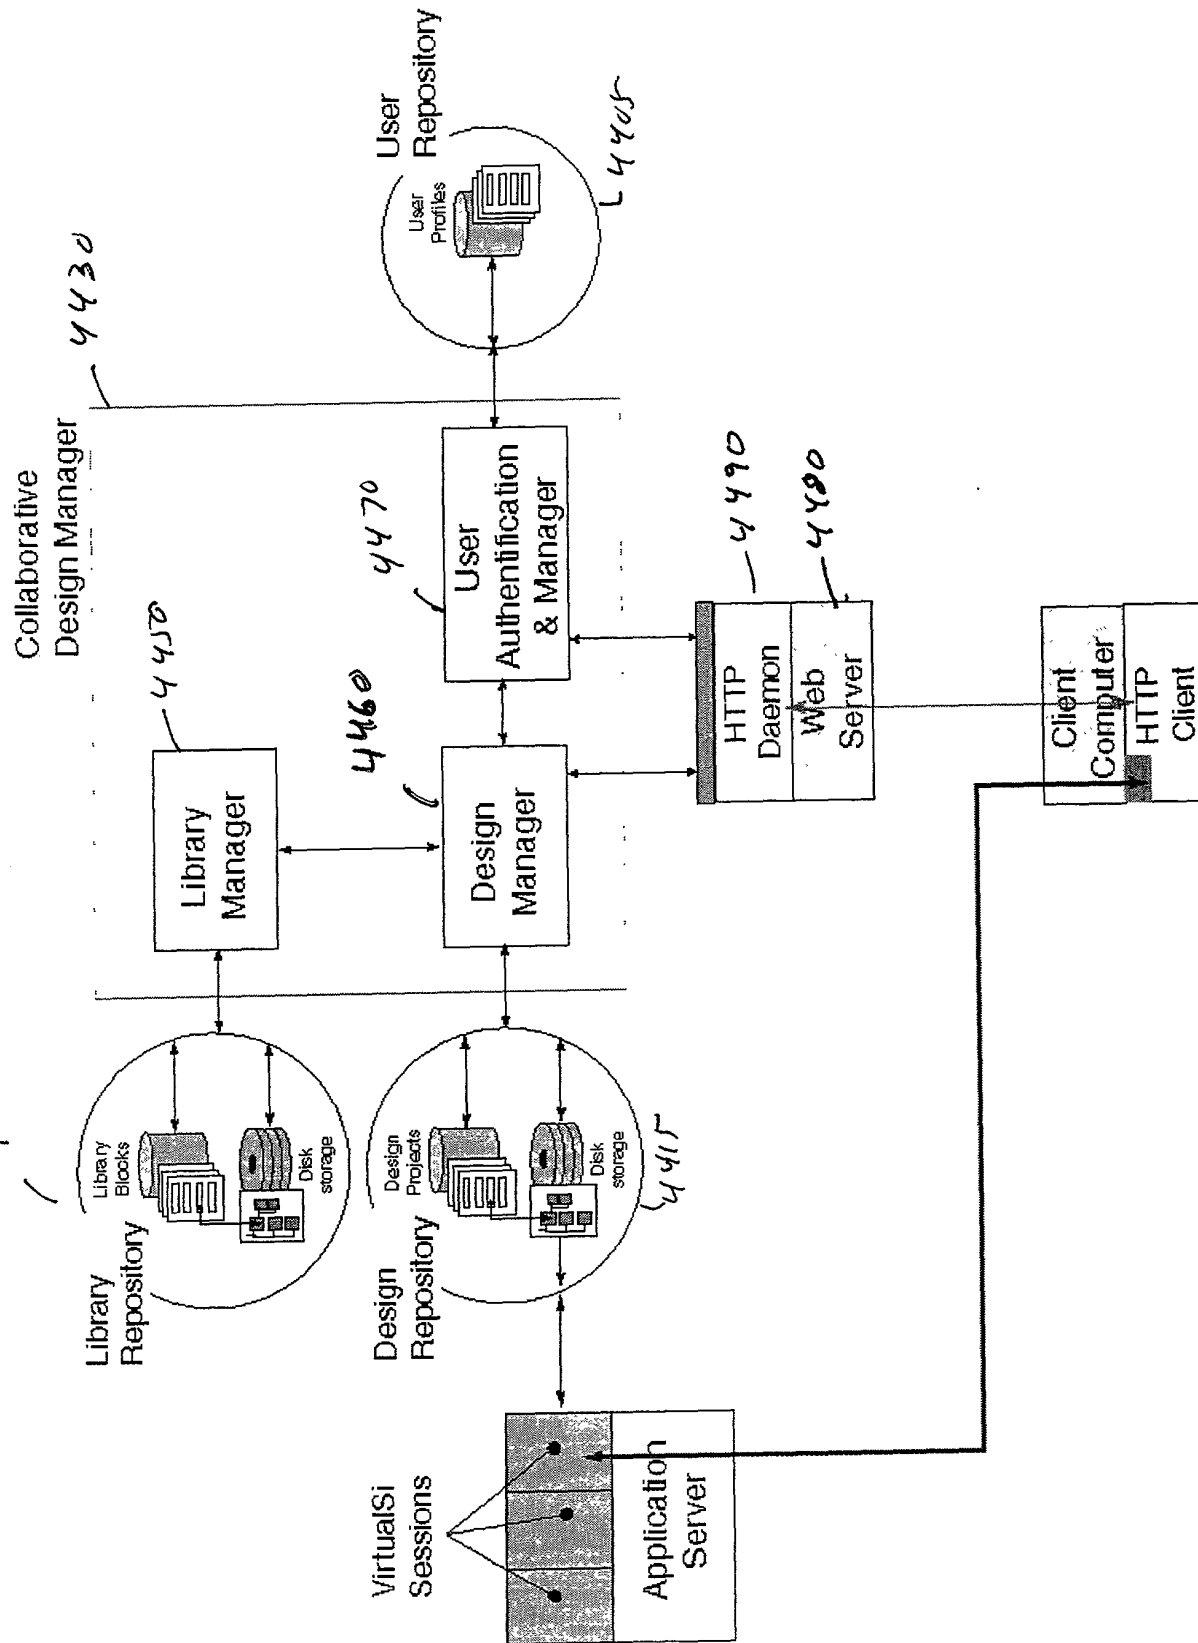 Collaborative
Design Manager
4430
Library
Repository
Library
Blocks
Disk
storage
Library
Manager
4450
Design
Repository
Design
Projects
Disk
storage
4415
Design
Manager
4460
User
Authentification
& Manager
4470
User
Repository
User
Profiles
4405
VirtualSi
Sessions
Application
Server
HTTP
Daemon
4490
Web
Server
4480
Client
Computer
HTTP
Client